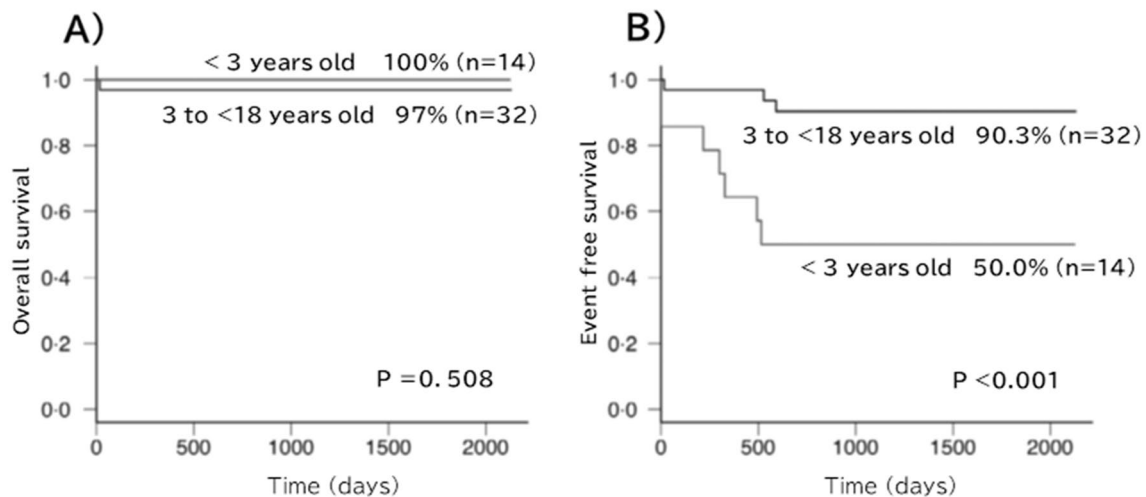 A)
< 3 years old 100% (n=14)
3 to <18 years old 97% (n=32)
1·0
0·8
0·6
0·4
0·2
0·0
Overall survival
P =0.508
0 500 1000 1500 2000
Time (days)
B)
1·0
0·8
0·6
0·4
0·2
0·0
Event free survival
3 to <18 years old 90.3% (n=32)
< 3 years old 50.0% (n=14)
P <0.001
0 500 1000 1500 2000
Time (days)